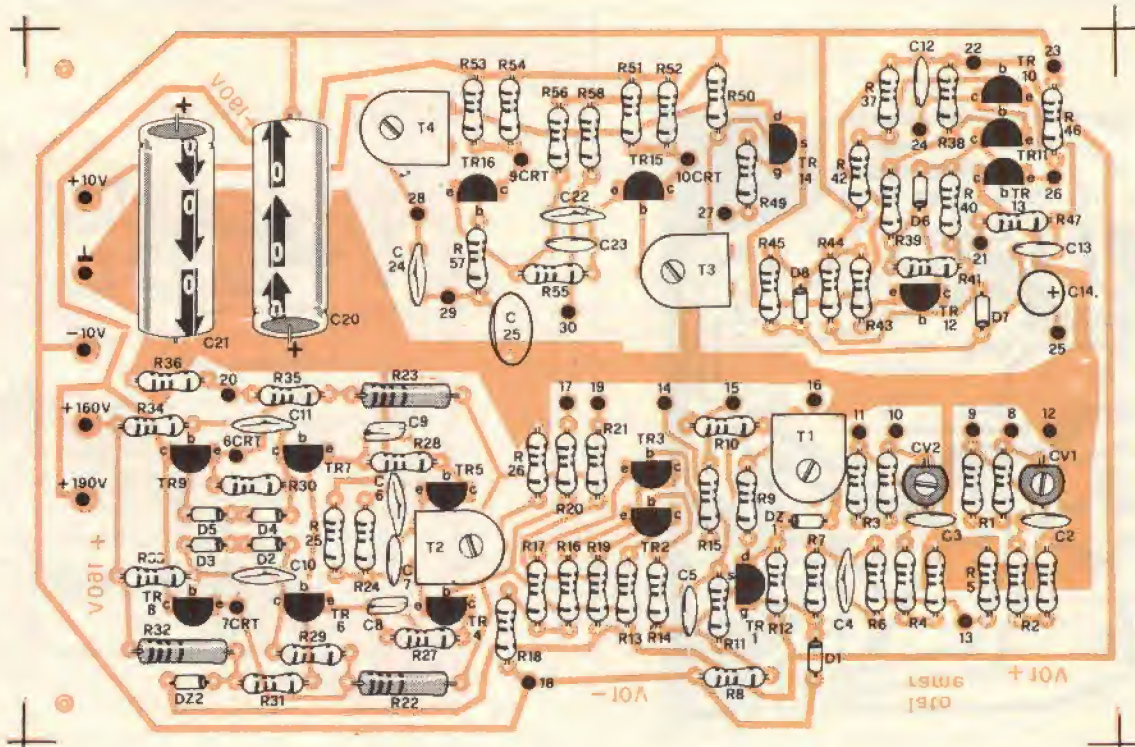 R53 R54 R51 R52
R56 R58
R50
T4
TR16
9CRT
TR15
10CRT
TR 14
R49
C12
22
23
TR 10
R 37
24
R38
R 46
TR11
R 42
26
TR 13
D6
R 40
R47
R39
21
C13
R41
C14
D7
25
TR 12
R45
D8
R44
R43
T3
27
28
C 24
R 57
C22
C23
R55
29
30
C 25
-190V
+10V
-10V
+160V
+190V
C21
C20
R36
20
R35
R23
R34
6CRT
C11
C9
R28
TR9
TR7
TR5
R30
D5
D4
D3
D2
R 25
R24
C 6
C 7
T2
R33
C10
TR 8
7CRT
TR 6
C8
TR 4
R32
R29
R27
DZ2
R31
R22
+ 160V
17 19 14 15 16
R 26
R20
R21
TR3
TR2
R10
T1
R15
R9
DZ 1
11 10 9 8 12
CV2
CV1
R3
R1
C3
C2
R17 R16 R19
R13
R14
C5
R11
TR 1
R12
R7
C4
R6
R4
R 5
13
R2
R18
18
-10V
R8
D1
rame
lato
+10V